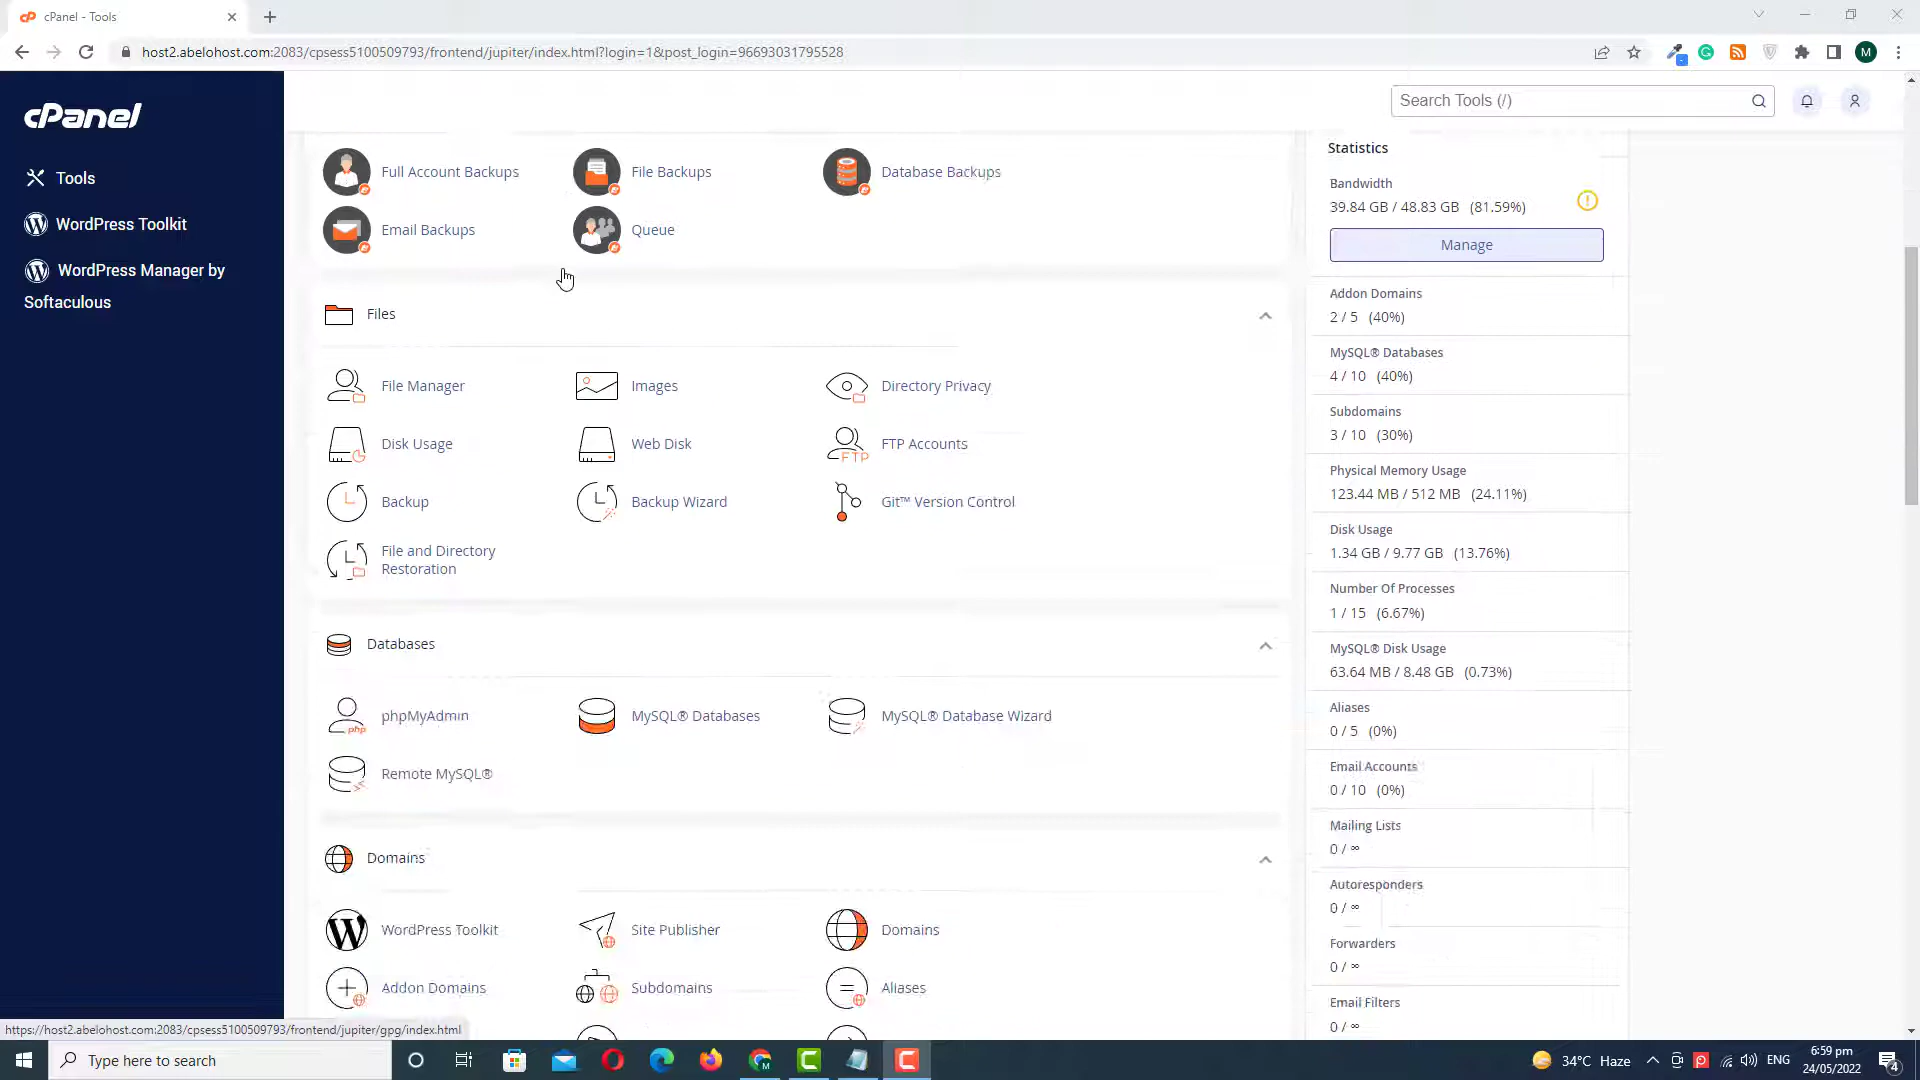 cPanel - Tools
host2.abelohost.com:2083/cpsess5100509793/frontend/jupiter/index.html?login=1&post_login=96693031795528
M
cPanel
Search Tools (/)
Tools
WordPress Toolkit
WordPress Manager by
Softaculous
Full Account Backups
File Backups
Database Backups
Email Backups
Queue
Files
File Manager
Images
Directory Privacy
Disk Usage
Web Disk
FTP
FTP Accounts
Backup
Backup Wizard
Git™ Version Control
File and Directory
Restoration
Databases
php
phpMyAdmin
MySQL® Databases
MySQL® Database Wizard
Remote MySQL®
Domains
WordPress Toolkit
Site Publisher
Domains
Addon Domains
Subdomains
Aliases
Statistics
Bandwidth
39.84 GB / 48.83 GB (81.59%)
Manage
Addon Domains
2 / 5 (40%)
MySQL® Databases
4 / 10 (40%)
Subdomains
3 / 10 (30%)
Physical Memory Usage
123.44 MB / 512 MB (24.11%)
Disk Usage
1.34 GB / 9.77 GB (13.76%)
Number Of Processes
1 / 15 (6.67%)
MySQL® Disk Usage
63.64 MB / 8.48 GB (0.73%)
Aliases
0 / 5 (0%)
Email Accounts
0 / 10 (0%)
Mailing Lists
0 / ∞
Autoresponders
0 / ∞
Forwarders
0 / ∞
Email Filters
0 / ∞
https://host2.abelohost.com:2083/cpsess5100509793/frontend/jupiter/gpg/index.html
Type here to search
34°C Haze
ENG
6:59 pm
24/05/2022
4